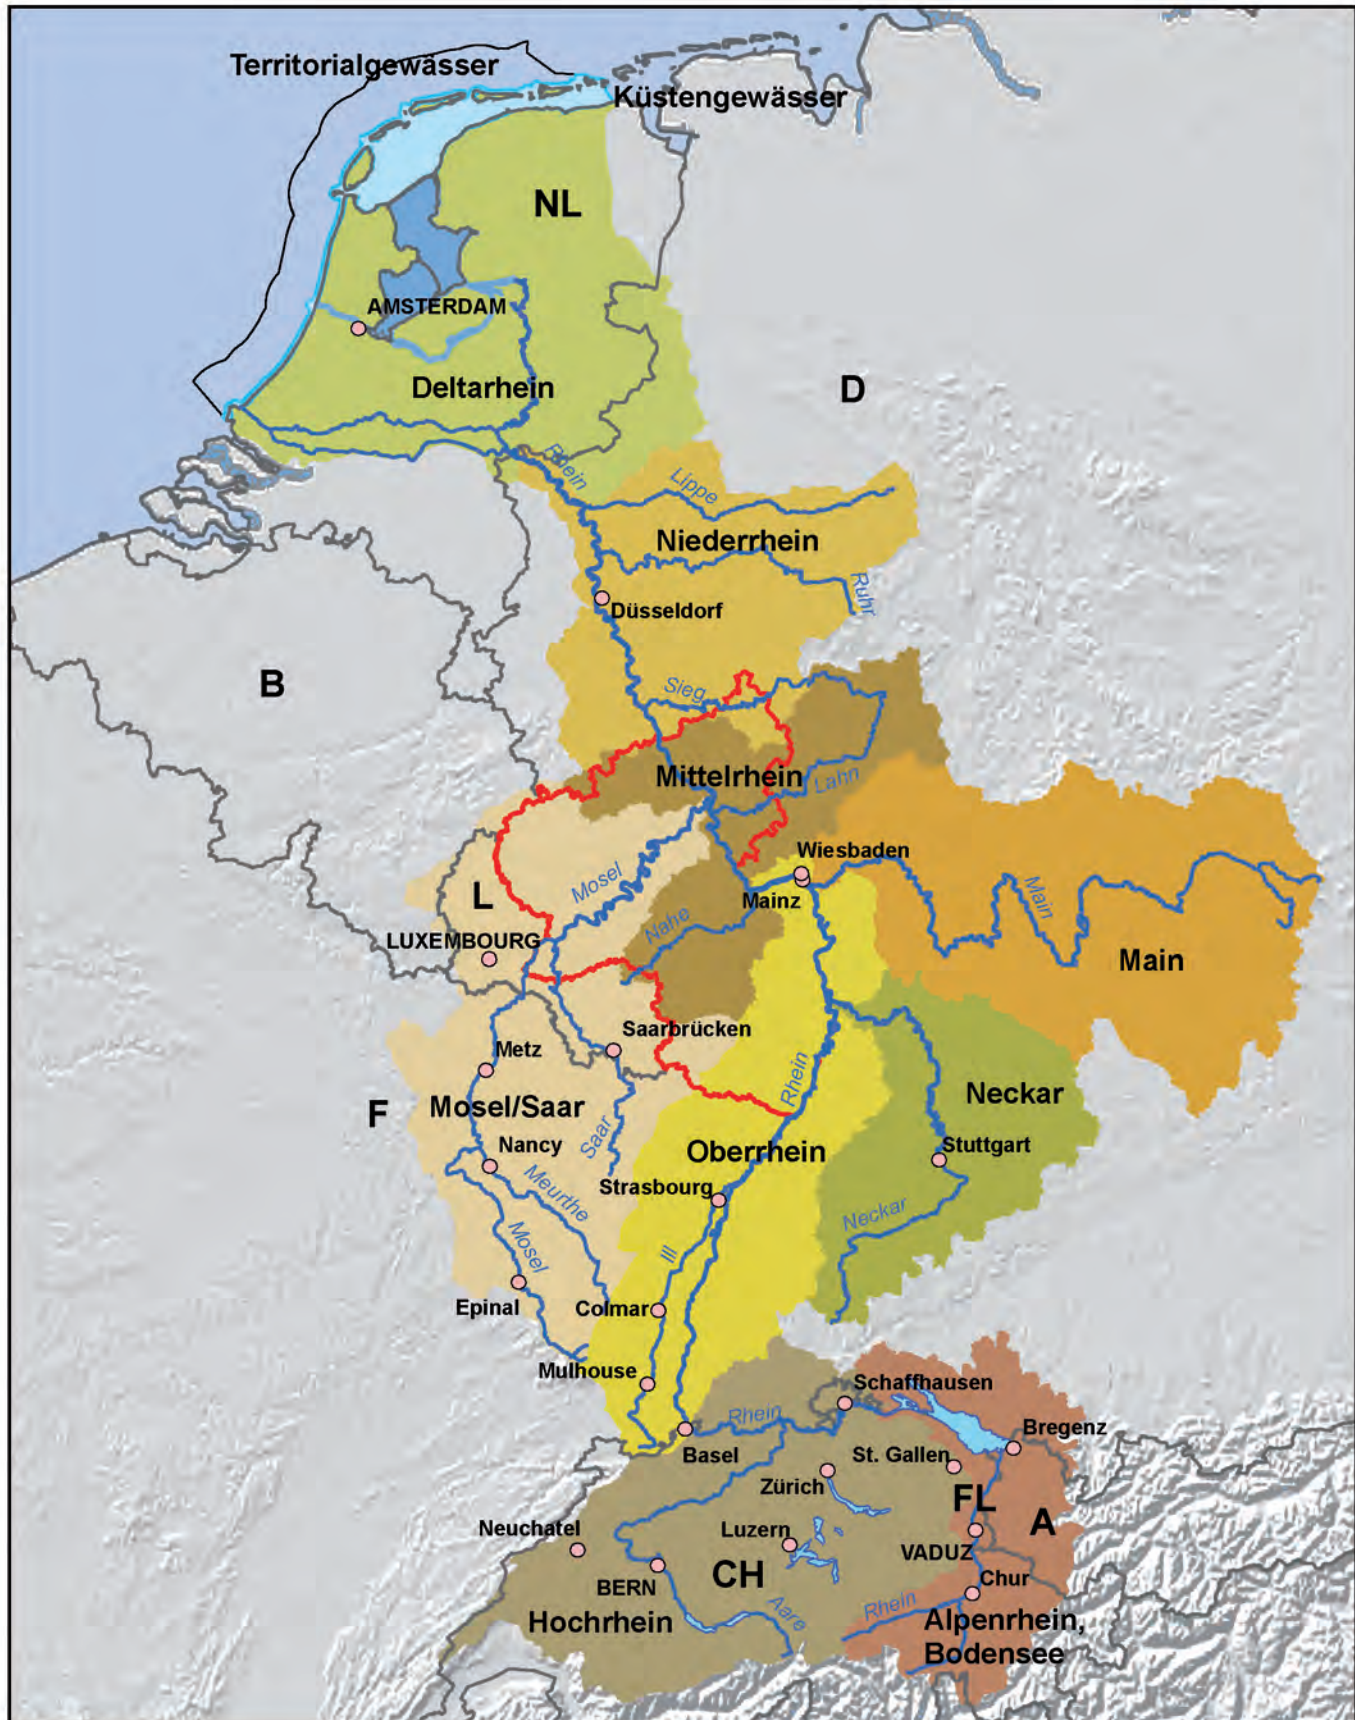 Territorialgewässer
Küstengewässer
NL
AMSTERDAM
Deltarhein
D
Rhein
Lippe
Niederrhein
Ruhr
Düsseldorf
B
Sieg
Mittelrhein
Lahn
Wiesbaden
Mosel
Main
L
Mainz
Nahe
LUXEMBOURG
Main
Saarbrücken
Metz
Rhein
Neckar
F
Mosel/Saar
Saar
Nancy
Oberrhein
Stuttgart
Meurthe
Strasbourg
Neckar
Mosel
Ill
Epinal
Colmar
Mulhouse
Schaffhausen
Rhein
Bregenz
Basel
St. Gallen
Zürich
FL
A
Neuchatel
Luzern
VADUZ
BERN
CH
Chur
Rhein
Aare
Hochrhein
Alpenrhein,
Bodensee